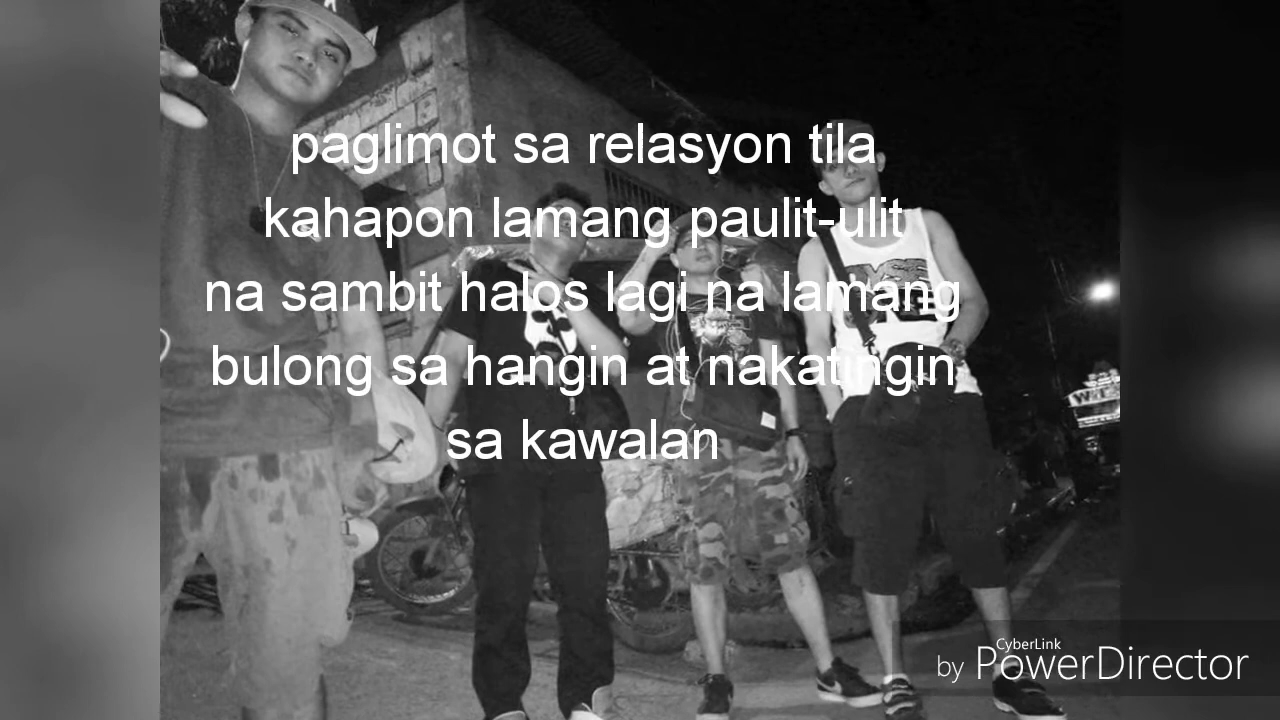 paglimot sa relasyon tila
kahapon lamang paulit-ulit
na sambit halos lagi na lamang
bulong sa hangin at nakatingin
sa kawalan
CyberLink
by PowerDirector